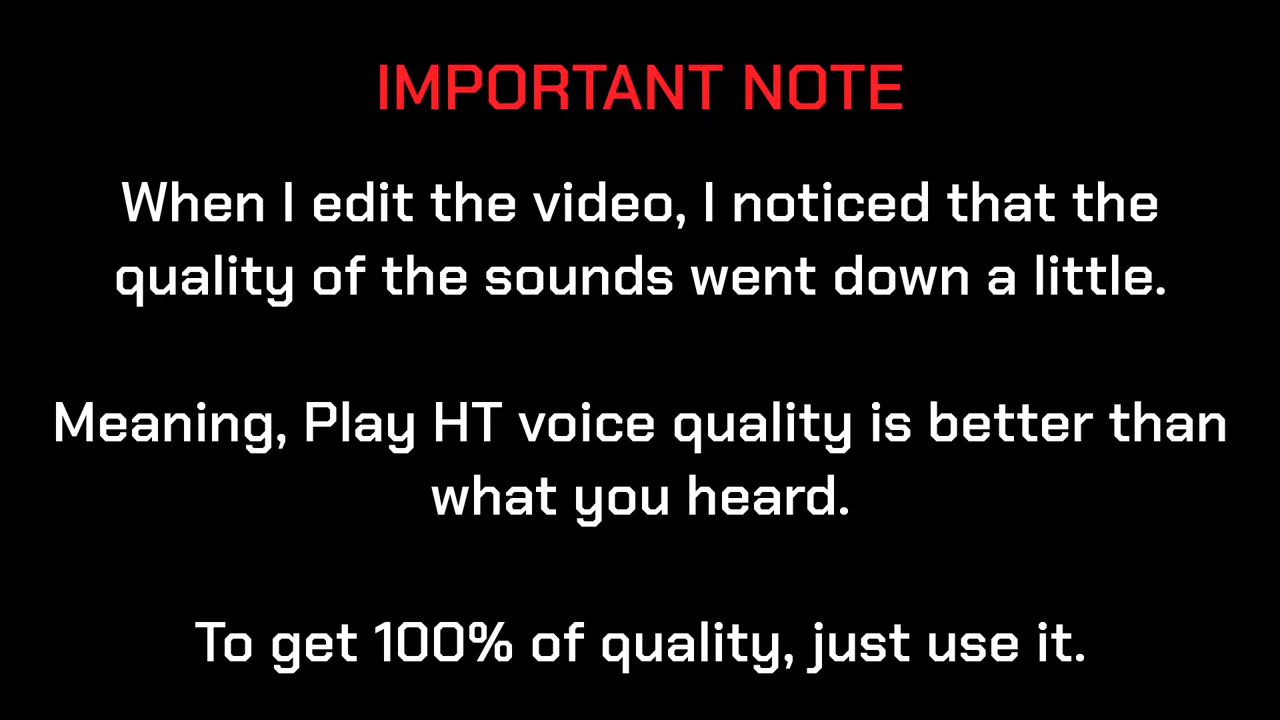 IMPORTANT NOTE
When I edit the video, I noticed that the
quality of the sounds went down a little.
Meaning, Play HT voice quality is better than
what you heard.
To get 100% of quality, just use it.